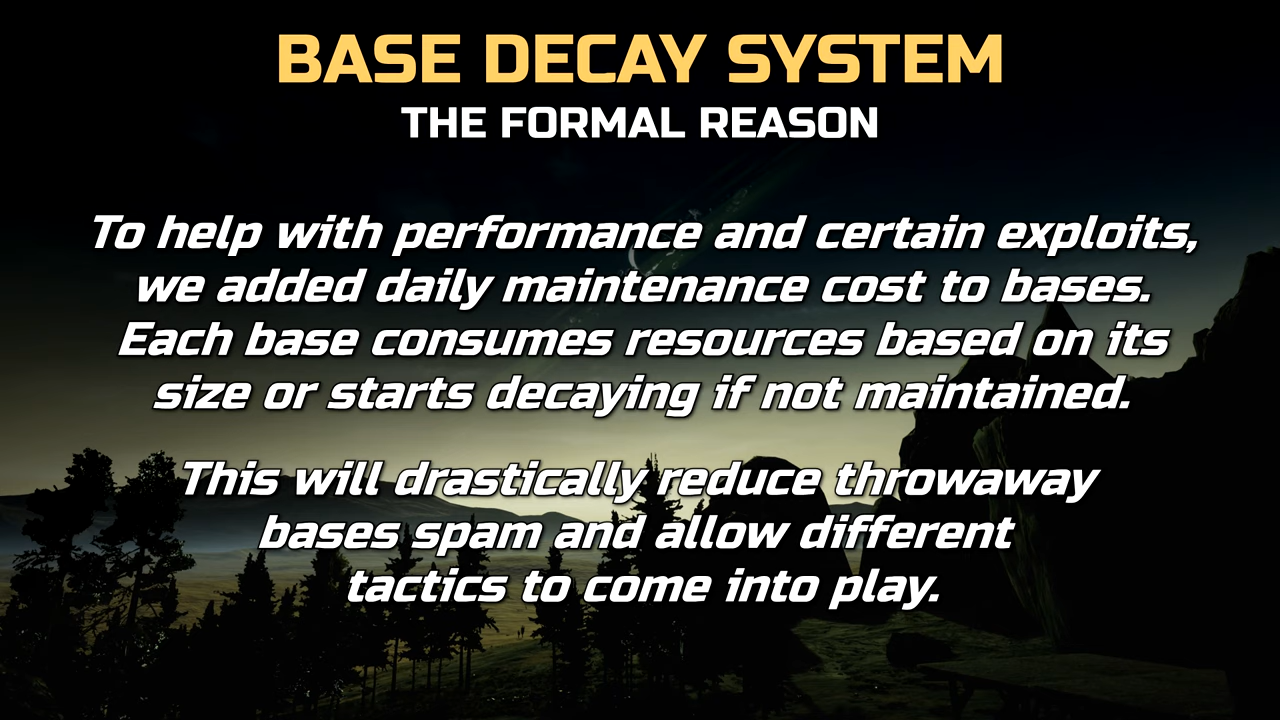 BASE DECAY SYSTEM
THE FORMAL REASON
To help with performance and certain exploits,
we added daily maintenance cost to bases.
Each base consumes resources based on its
size or starts decaying if not maintained.
This will drastically reduce throwaway
bases spam and allow different
tactics to come into play.